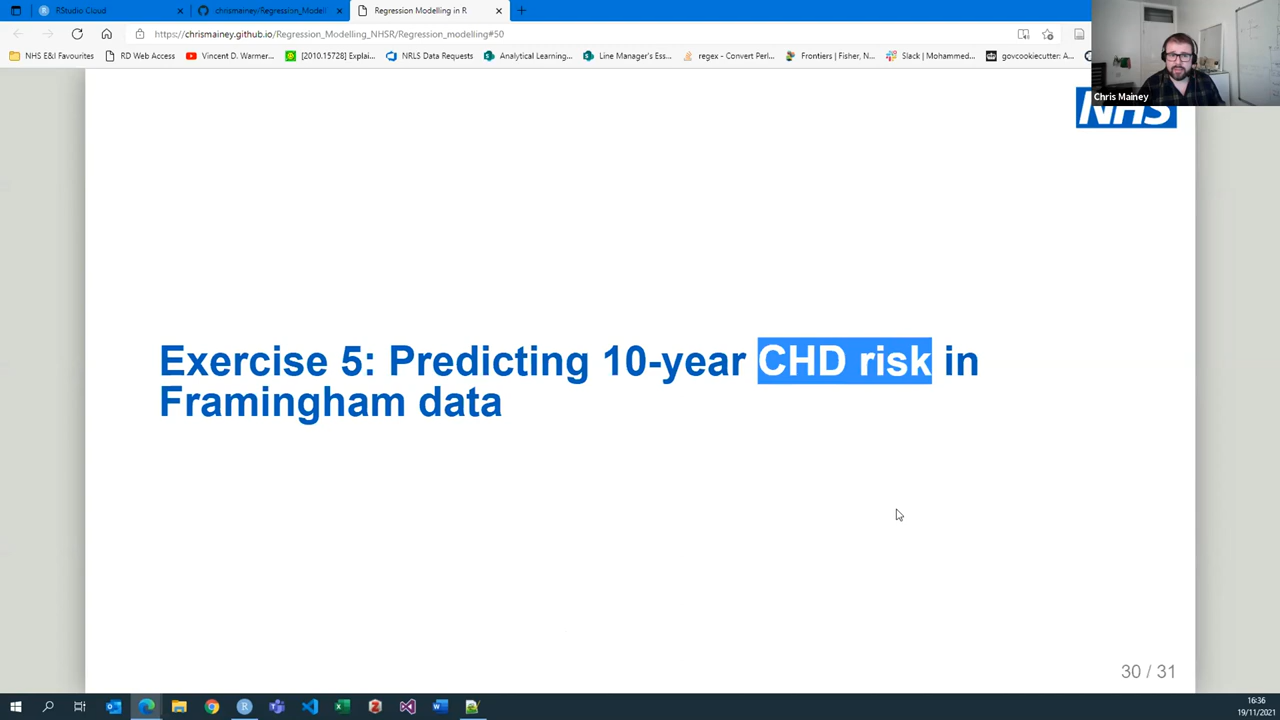 RStudio Cloud
chrismainey/Regression_Modell
Regression Modelling in R
https://chrismainey.github.io/Regression_Modelling_NHSR/Regression_modelling#50
NHS E&I Favourites
RD Web Access
Vincent D. Warmer...
[2010.15728] Explai...
NRLS Data Requests
Analytical Learning...
Line Manager's Ess...
regex - Convert Perl...
Frontiers | Fisher, N...
Slack | Mohammed...
govcookiecutter: A...
Chris Mainey
NHS
Exercise 5: Predicting 10-year CHD risk in
Framingham data
30 / 31
16:36
19/11/2021